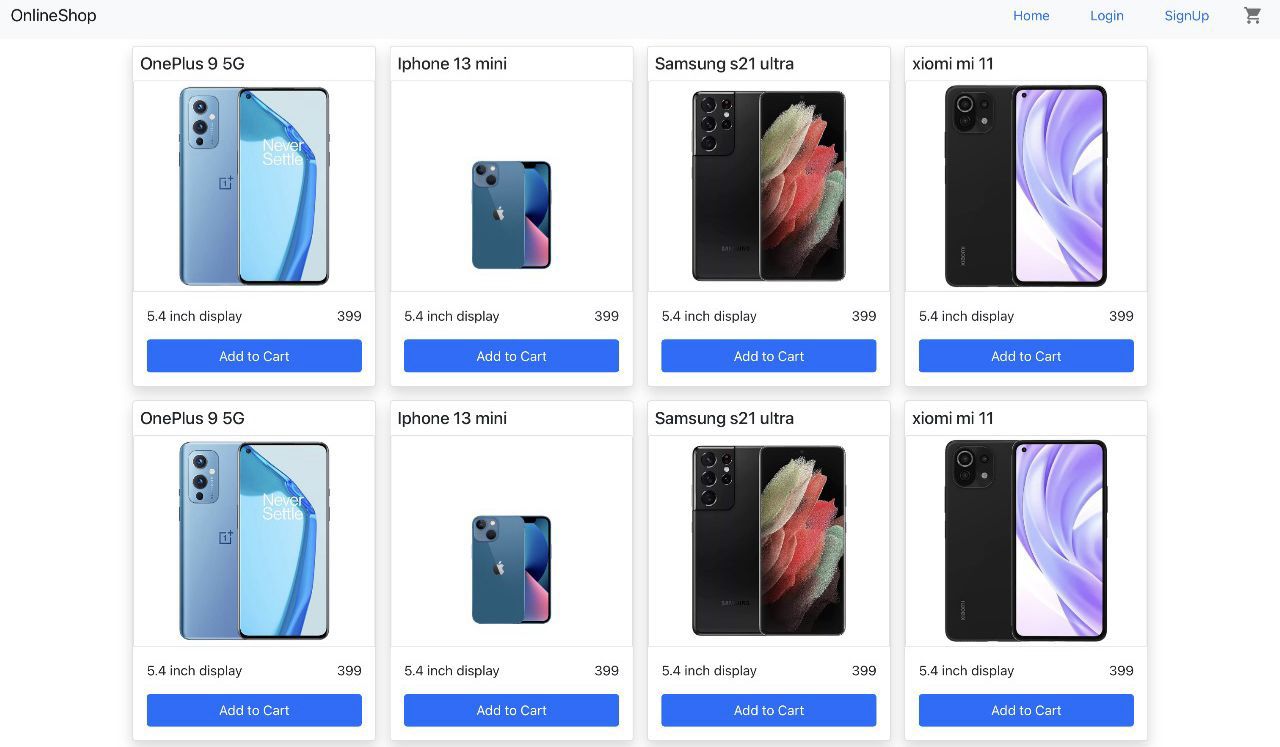 OnlineShop Home Login SignUp
OnePlus 9 5G Iphone 13 mini Samsung s21 ultra xiomi mi 11
Never
Settle
SAMSUNG
xiaomi
5.4 inch display 399 5.4 inch display 399 5.4 inch display 399 5.4 inch display 399
Add to Cart Add to Cart Add to Cart Add to Cart
OnePlus 9 5G Iphone 13 mini Samsung s21 ultra xiomi mi 11
Never
Settle
SAMSUNG
xiaomi
5.4 inch display 399 5.4 inch display 399 5.4 inch display 399 5.4 inch display 399
Add to Cart Add to Cart Add to Cart Add to Cart